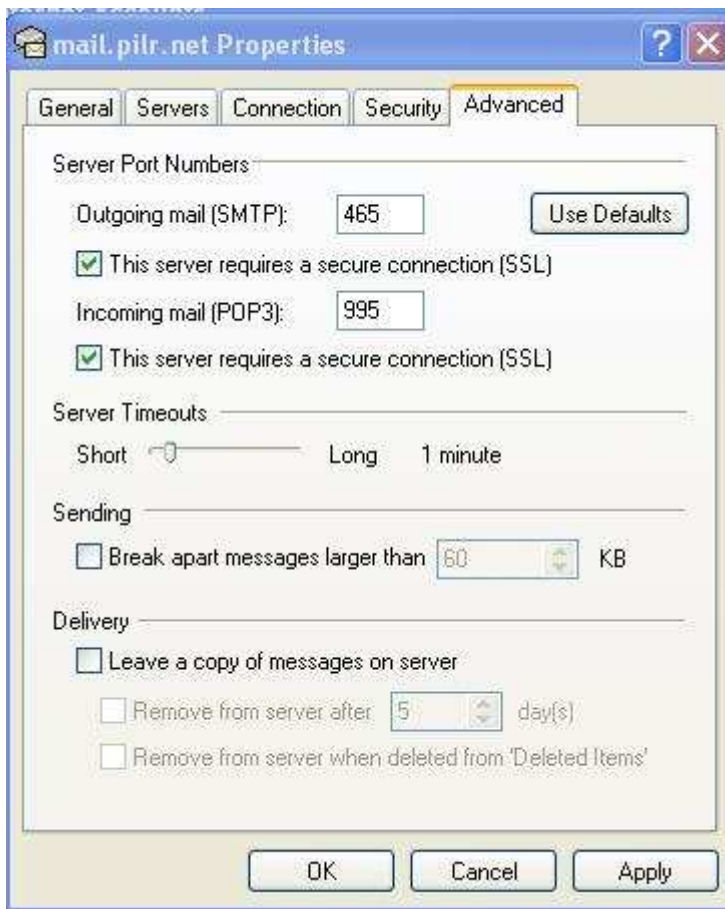 mail.pilr.net Properties
General Servers Connection Security Advanced
Server Port Numbers
Outgoing mail (SMTP): 465 Use Defaults
This server requires a secure connection (SSL)
Incoming mail (POP3): 995
This server requires a secure connection (SSL)
Server Timeouts
Short Long 1 minute
Sending
Break apart messages larger than 60 KB
Delivery
Leave a copy of messages on server
Remove from server after 5 day(s)
Remove from server when deleted from 'Deleted Items'
OK Cancel Apply